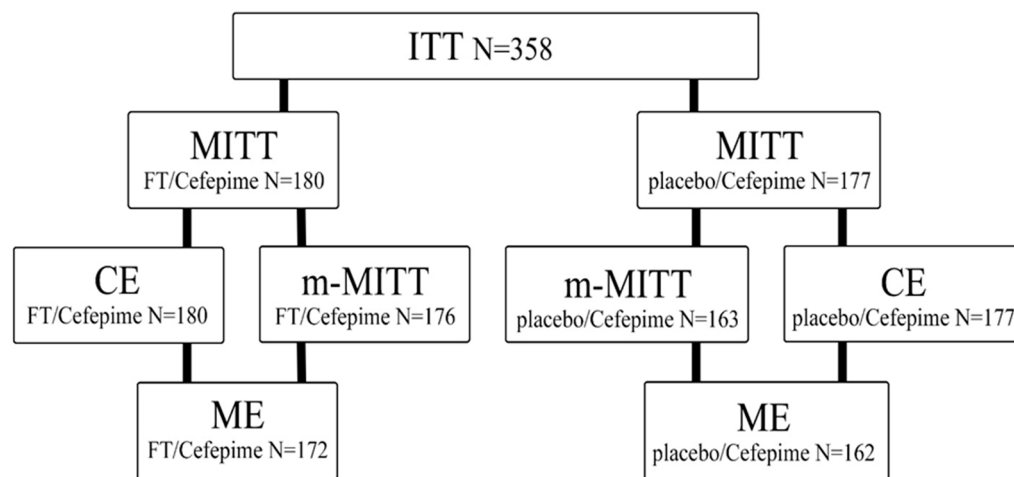 ITT N=358
MITT
FT/Cefepime N=180
MITT
placebo/Cefepime N=177
CE
FT/Cefepime N=180
m-MITT
FT/Cefepime N=176
m-MITT
placebo/Cefepime N=163
CE
placebo/Cefepime N=177
ME
FT/Cefepime N=172
ME
placebo/Cefepime N=162